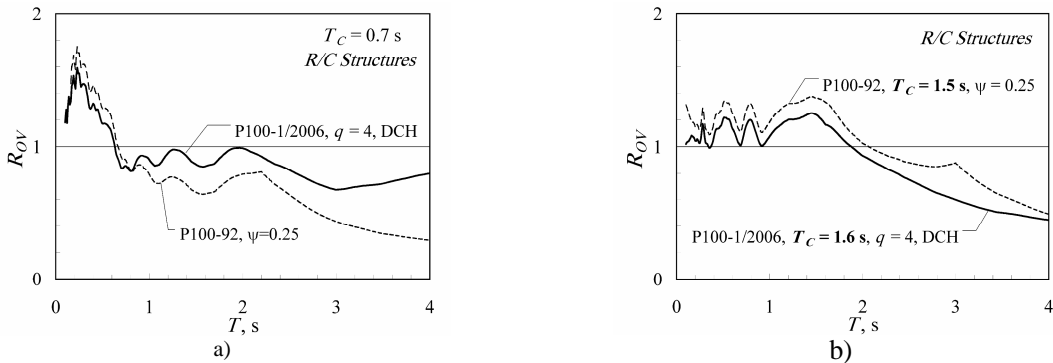 2
T_C = 0.7 s
R/C Structures
P100-1/2006, q = 4, DCH
1
R_OV
P100-92, ψ=0.25
0
0 1 2 3 4
T, s
a)
2
R/C Structures
P100-92, T_C = 1.5 s, ψ = 0.25
1
R_OV
P100-1/2006, T_C = 1.6 s, q = 4, DCH
0
0 1 2 3 4
T, s
b)